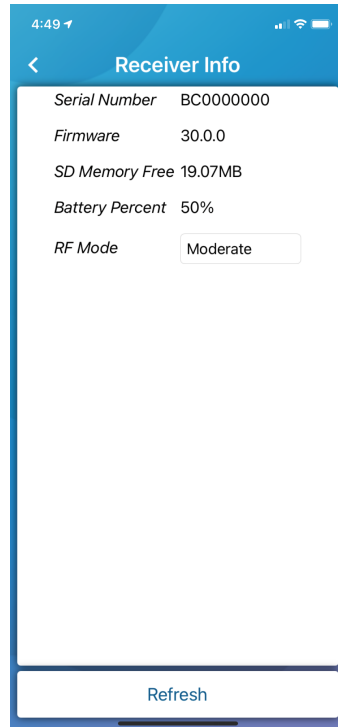 4:49
Receiver Info
Serial Number BC0000000
Firmware 30.0.0
SD Memory Free 19.07MB
Battery Percent 50%
RF Mode Moderate
Refresh